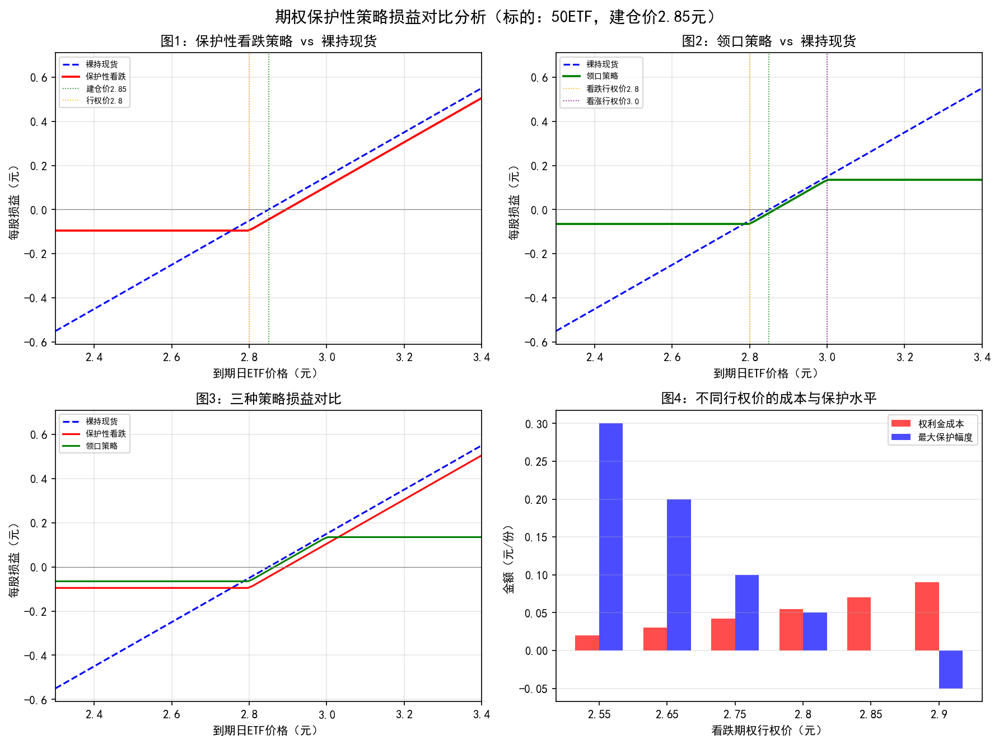 期权保护性策略损益对比分析（标的：50ETF，建仓价2.85元）
图1：保护性看跌策略 vs 裸持现货
裸持现货
保护性看跌
建仓价2.85
行权价2.8
0.6
0.4
0.2
0.0
−0.2
−0.4
−0.6
每股损益（元）
2.4
2.6
2.8
3.0
3.2
3.4
到期日ETF价格（元）
图2：领口策略 vs 裸持现货
裸持现货
领口策略
看跌行权价2.8
看涨行权价3.0
0.6
0.4
0.2
0.0
−0.2
−0.4
−0.6
每股损益（元）
2.4
2.6
2.8
3.0
3.2
3.4
到期日ETF价格（元）
图3：三种策略损益对比
裸持现货
保护性看跌
领口策略
0.6
0.4
0.2
0.0
−0.2
−0.4
−0.6
每股损益（元）
2.4
2.6
2.8
3.0
3.2
3.4
到期日ETF价格（元）
图4：不同行权价的成本与保护水平
权利金成本
最大保护幅度
0.30
0.25
0.20
0.15
0.10
0.05
0.00
−0.05
金额（元/份）
2.55
2.65
2.75
2.8
2.85
2.9
看跌期权行权价（元）